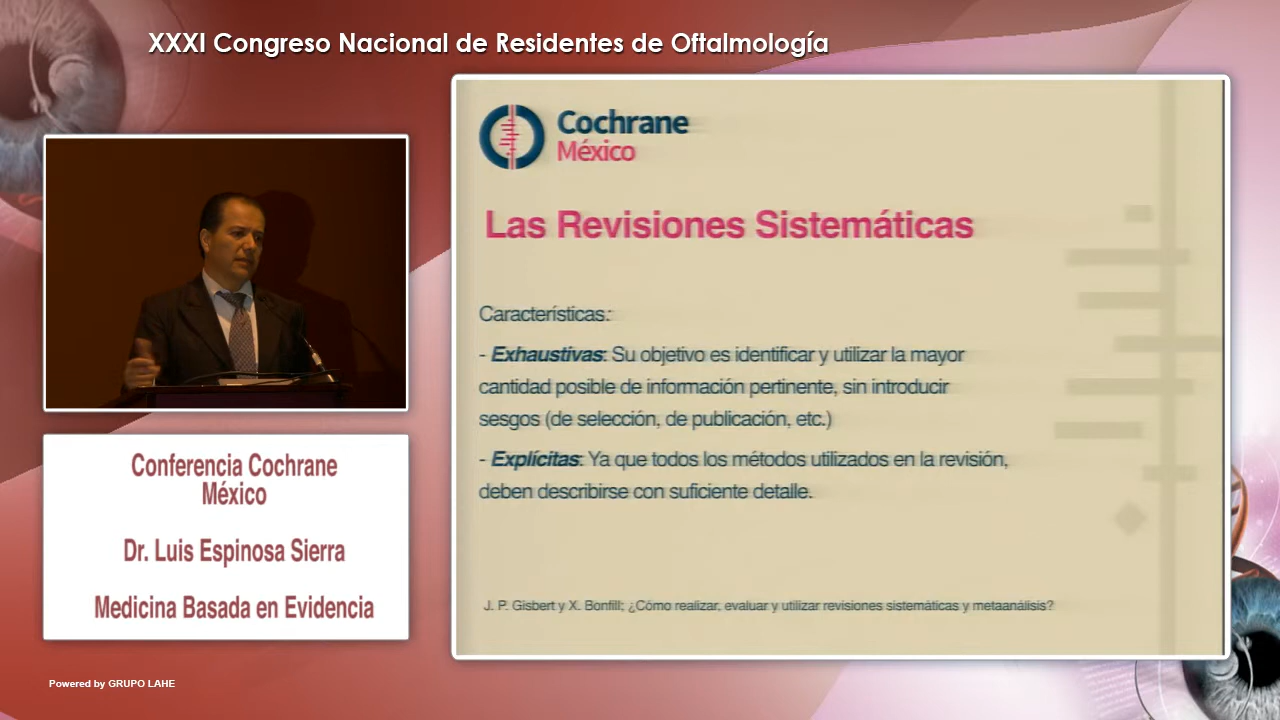 XXXI Congreso Nacional de Residentes de Oftalmología
Cochrane
México
Las Revisiones Sistemáticas
Características:
- Exhaustivas: Su objetivo es identificar y utilizar la mayor
cantidad posible de información pertinente, sin introducir
sesgos (de selección, de publicación, etc.)
- Explícitas: Ya que todos los métodos utilizados en la revisión,
deben describirse con suficiente detalle.
J. P. Gisbert y X. Bonfill; ¿Cómo realizar, evaluar y utilizar revisiones sistemáticas y metaanálisis?
Conferencia Cochrane
México
Dr. Luis Espinosa Sierra
Medicina Basada en Evidencia
Powered by GRUPO LAHE